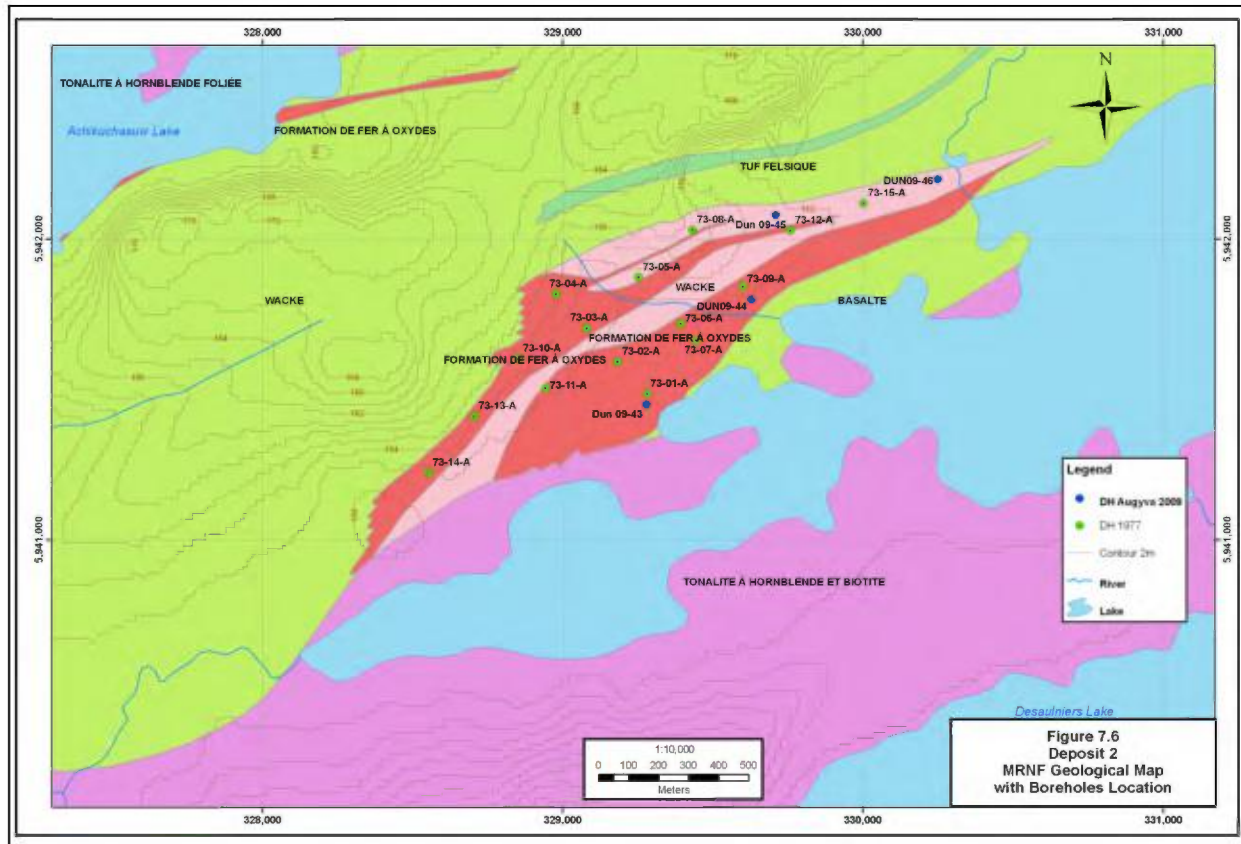 328,000
329,000
330,000
331,000
N
TONALITE À HORNBLENDE FOLIÉE
FORMATION DE FER À OXYDES
TUF FELSIQUE
DUN09-46
73-15-A
73-08-A
Dun 09-45
73-12-A
5,942,000
5,942,000
73-05-A
73-04-A
WACKE
73-09-A
WACKE
DUN09-44
BASALTE
73-03-A
73-06-A
FORMATION DE FER À OXYDES
73-10-A
73-07-A
FORMATION DE FER À OXYDES
73-02-A
73-11-A
73-01-A
73-13-A
Dun 09-43
73-14-A
Legend
DH Augyva 2009
DH 1977
Contour 2m
River
Lake
5,941,000
5,941,000
TONALITE À HORNBLENDE ET BIOTITE
Desaulniers Lake
1:10,000
0 100 200 300 400 500
Meters
Figure 7.6
Deposit 2
MRNF Geological Map
with Boreholes Location
328,000
329,000
330,000
331,000